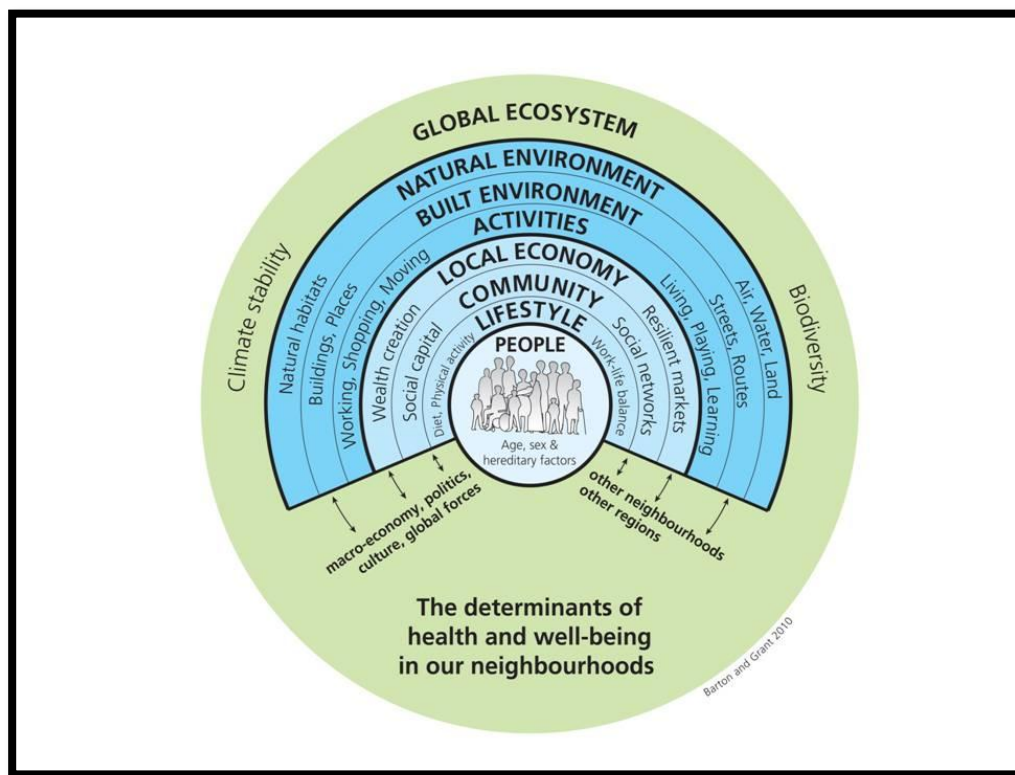 GLOBAL ECOSYSTEM
NATURAL ENVIRONMENT
BUILT ENVIRONMENT
ACTIVITIES
LOCAL ECONOMY
COMMUNITY
LIFESTYLE
PEOPLE
Age, sex &
hereditary factors
Climate stability
Natural habitats
Buildings, Places
Working, Shopping, Moving
Wealth creation
Social capital
Diet, Physical activity
Work-life balance
Social networks
Resilient markets
Living, Playing, Learning
Streets, Routes
Air, Water, Land
Biodiversity
macro-economy, politics,
culture, global forces
other neighbourhoods
other regions
The determinants of
health and well-being
in our neighbourhoods
Barton and Grant 2010